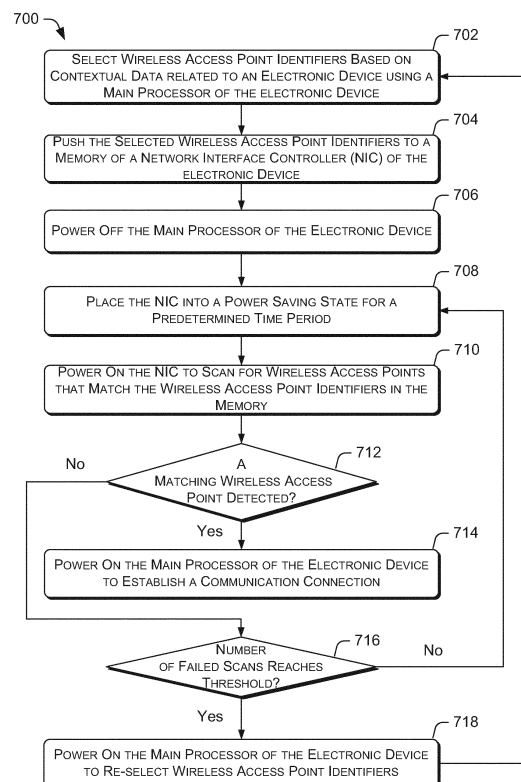 700
702
SELECT WIRELESS ACCESS POINT IDENTIFIERS BASED ON
CONTEXTUAL DATA RELATED TO AN ELECTRONIC DEVICE USING A
MAIN PROCESSOR OF THE ELECTRONIC DEVICE
704
PUSH THE SELECTED WIRELESS ACCESS POINT IDENTIFIERS TO A
MEMORY OF A NETWORK INTERFACE CONTROLLER (NIC) OF THE
ELECTRONIC DEVICE
706
POWER OFF THE MAIN PROCESSOR OF THE ELECTRONIC DEVICE
708
PLACE THE NIC INTO A POWER SAVING STATE FOR A
PREDETERMINED TIME PERIOD
710
POWER ON THE NIC TO SCAN FOR WIRELESS ACCESS POINTS
THAT MATCH THE WIRELESS ACCESS POINT IDENTIFIERS IN THE
MEMORY
712
No
A
MATCHING WIRELESS ACCESS
POINT DETECTED?
Yes
714
POWER ON THE MAIN PROCESSOR OF THE ELECTRONIC DEVICE
TO ESTABLISH A COMMUNICATION CONNECTION
716
NUMBER
OF FAILED SCANS REACHES
THRESHOLD?
No
Yes
718
POWER ON THE MAIN PROCESSOR OF THE ELECTRONIC DEVICE
TO RE-SELECT WIRELESS ACCESS POINT IDENTIFIERS